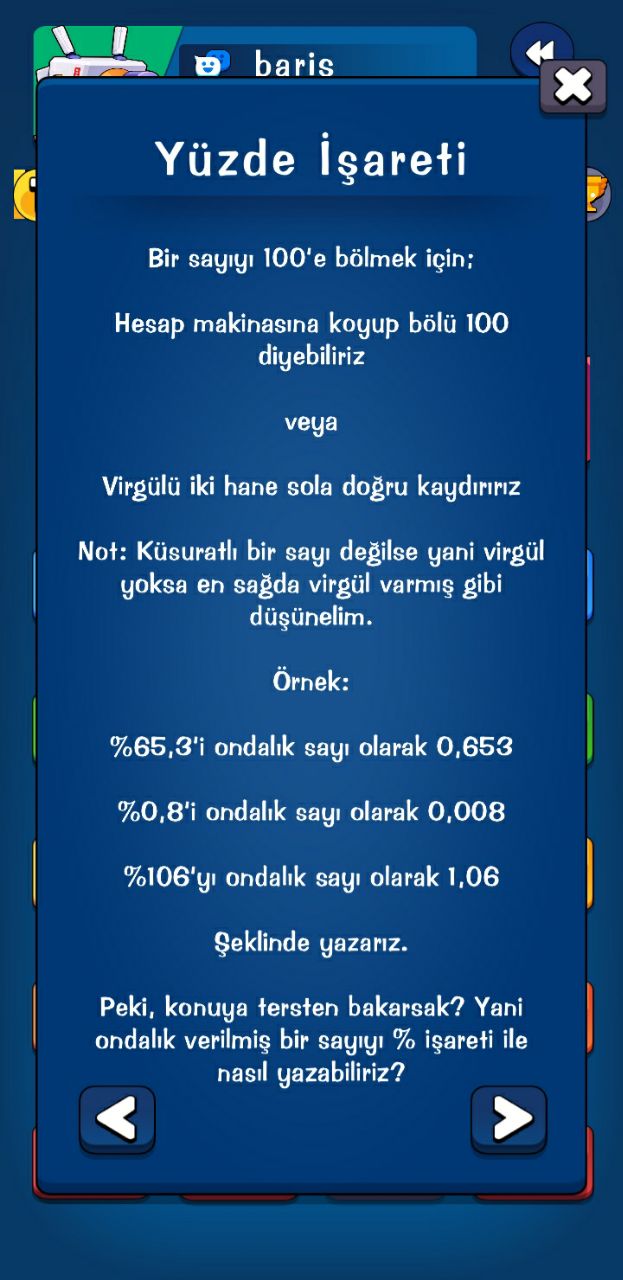 baris
Yüzde İşareti
Bir sayıyı 100'e bölmek için;
Hesap makinasına koyup bölü 100
diyebiliriz
veya
Virgülü iki hane sola doğru kaydırırız
Not: Küsuratlı bir sayı değilse yani virgül
yoksa en sağda virgül varmış gibi
düşünelim.
Örnek:
%65,3'i ondalık sayı olarak 0,653
%0,8'i ondalık sayı olarak 0,008
%106'yı ondalık sayı olarak 1,06
Şeklinde yazarız.
Peki, konuya tersten bakarsak? Yani
ondalık verilmiş bir sayıyı % işareti ile
nasıl yazabiliriz?